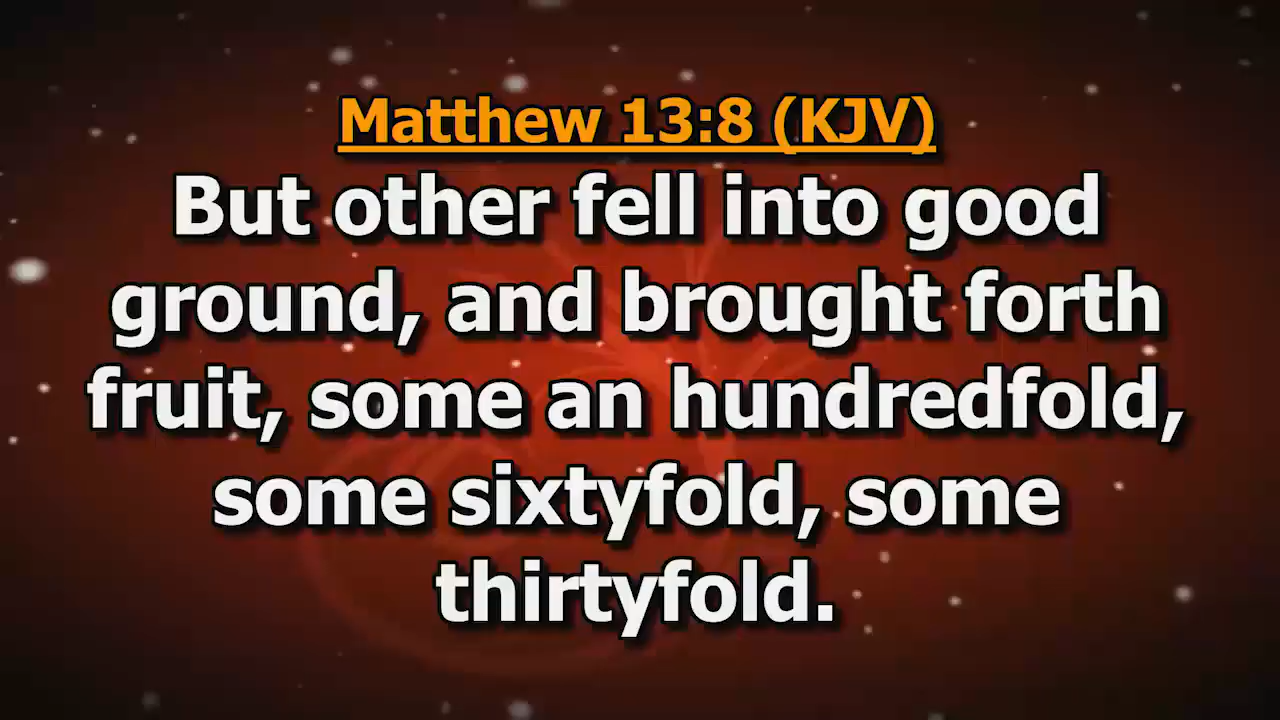 Matthew 13:8 (KJV)
But other fell into good
ground, and brought forth
fruit, some an hundredfold,
some sixtyfold, some
thirtyfold.